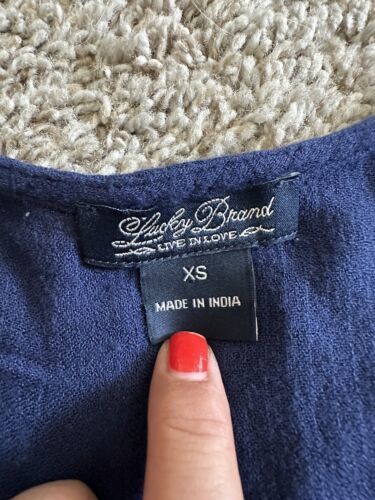 Lucky Brand
LIVE IN LOVE
XS
MADE IN INDIA